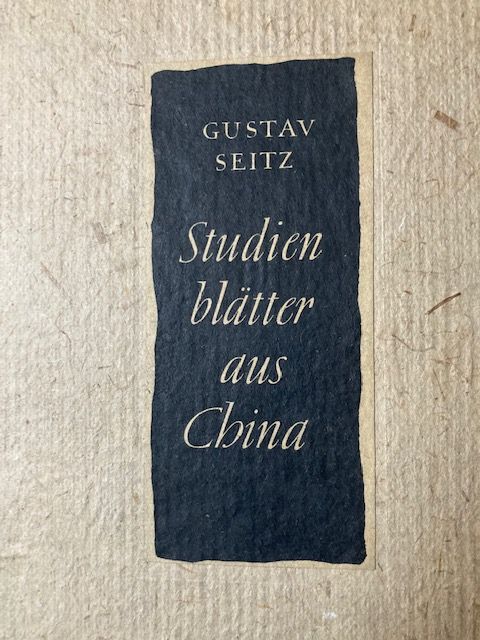 GUSTAV
SEITZ
Studien
blätter
aus
China